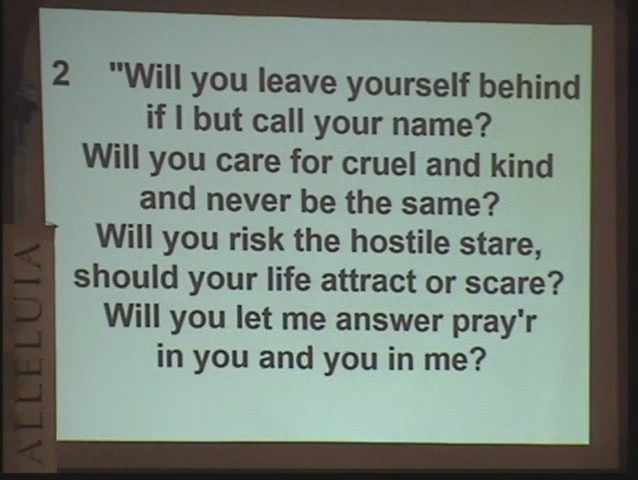 2 "Will you leave yourself behind
if I but call your name?
Will you care for cruel and kind
and never be the same?
Will you risk the hostile stare,
should your life attract or scare?
Will you let me answer pray'r
in you and you in me?
ALLELUIA